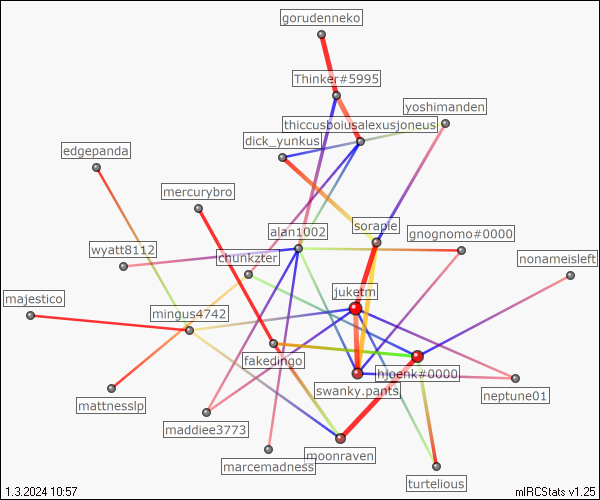 gorudenneko
Thinker#5995
yoshimanden
thiccusboiusalexusjoneus
dick_yunkus
edgepanda
mercurybro
sorapie
alan1002
gnognomo#0000
wyatt8112
chunkzter
nonameisleft
juketm
majestico
mingus4742
fakedingo
hjoenk#0000
swanky.pants
neptune01
mattnesslp
maddiee3773
moonraven
marcemadness
turtelious
1.3.2024 10:57
mIRCStats v1.25